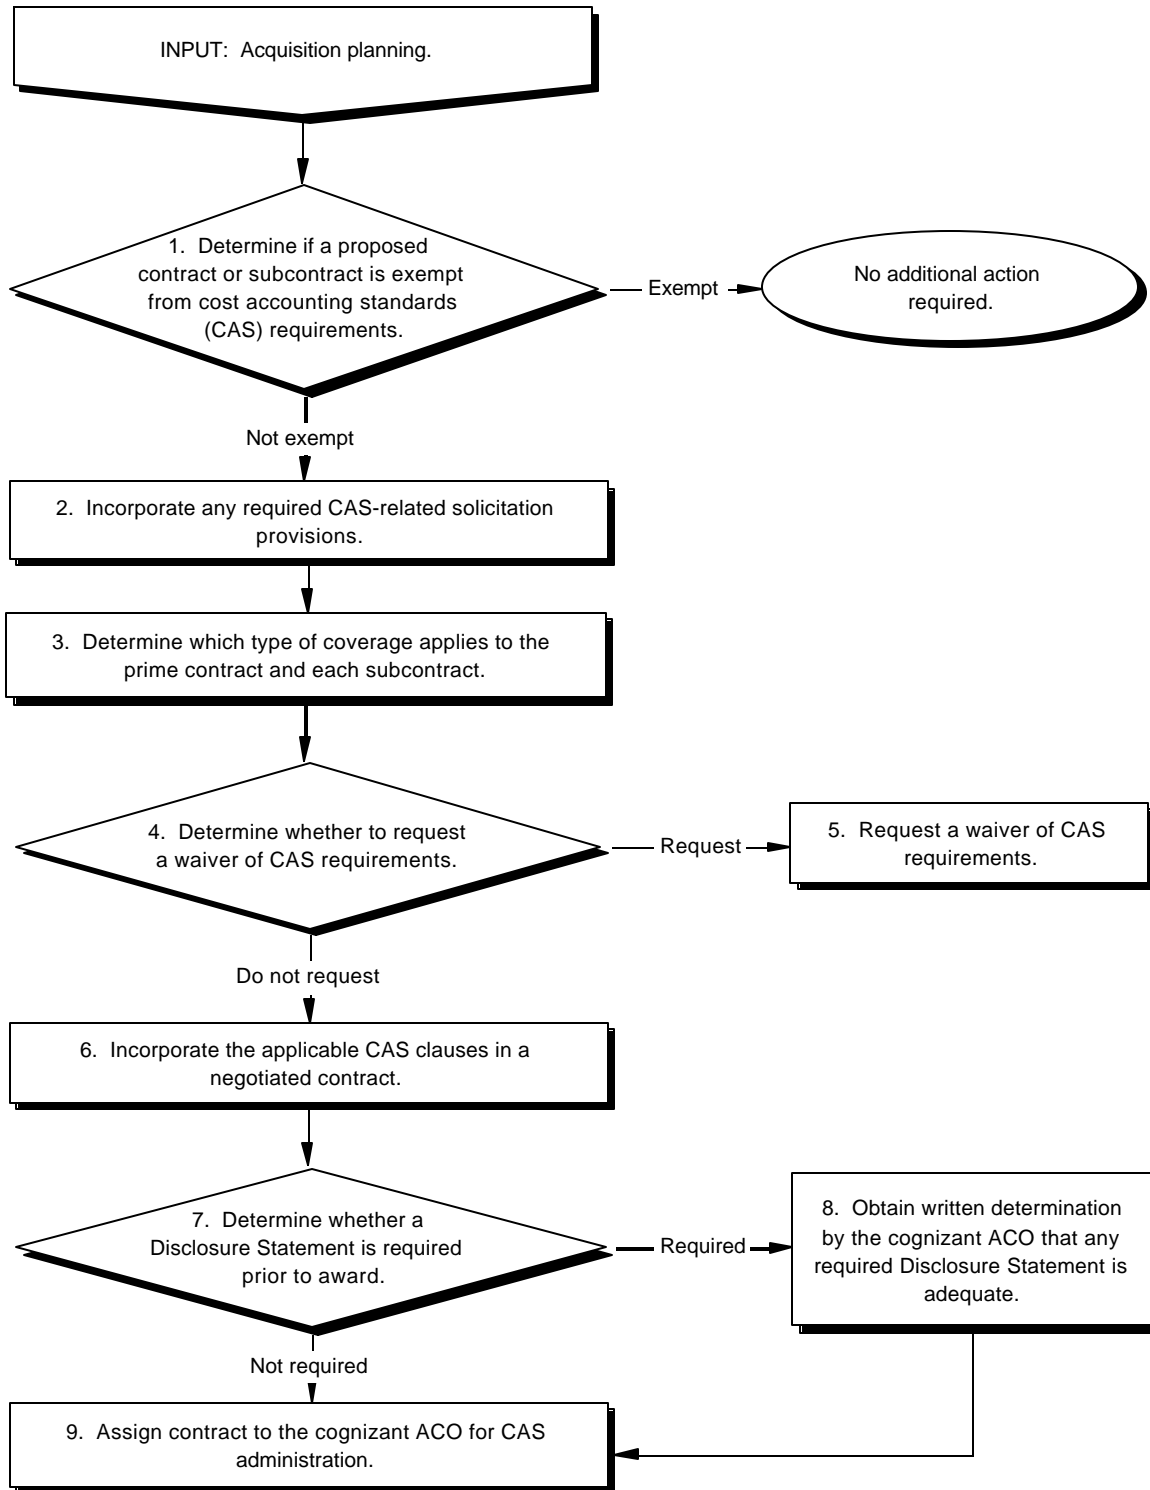 INPUT: Acquisition planning.
1. Determine if a proposed
contract or subcontract is exempt
from cost accounting standards
(CAS) requirements.
Exempt
No additional action
required.
Not exempt
2. Incorporate any required CAS-related solicitation
provisions.
3. Determine which type of coverage applies to the
prime contract and each subcontract.
4. Determine whether to request
a waiver of CAS requirements.
Request
5. Request a waiver of CAS
requirements.
Do not request
6. Incorporate the applicable CAS clauses in a
negotiated contract.
7. Determine whether a
Disclosure Statement is required
prior to award.
Required
8. Obtain written determination
by the cognizant ACO that any
required Disclosure Statement is
adequate.
Not required
9. Assign contract to the cognizant ACO for CAS
administration.